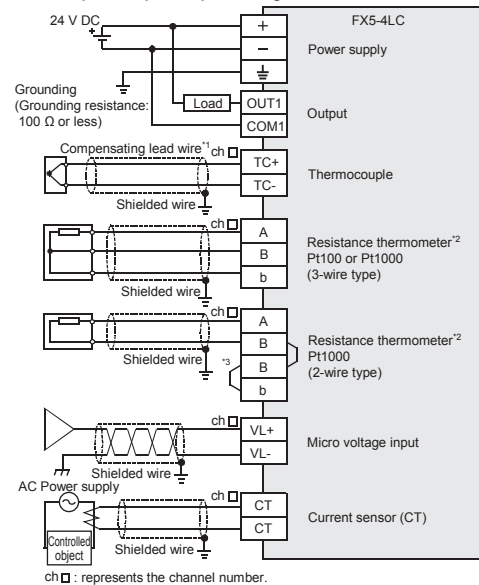 24 V DC
+
FX5-4LC
−
Power supply
Grounding
(Grounding resistance:
100 Ω or less)
Load
OUT1
COM1
Output
Compensating lead wire*1
ch□
TC+
TC-
Thermocouple
Shielded wire
ch□
A
B
b
Resistance thermometer*2
Pt100 or Pt1000
(3-wire type)
Shielded wire
ch□
A
B
B
b
Resistance thermometer*2
Pt1000
(2-wire type)
Shielded wire
*3
ch□
VL+
VL-
Micro voltage input
Shielded wire
AC Power supply
ch□
CT
CT
Current sensor (CT)
Controlled
object
Shielded wire
ch□ : represents the channel number.